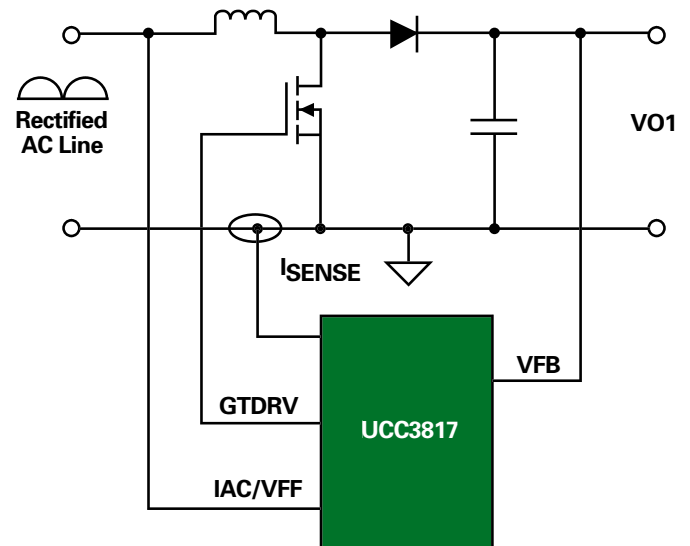 Rectified
AC Line
VO1
ISENSE
VFB
GTDRV
UCC3817
IAC/VFF